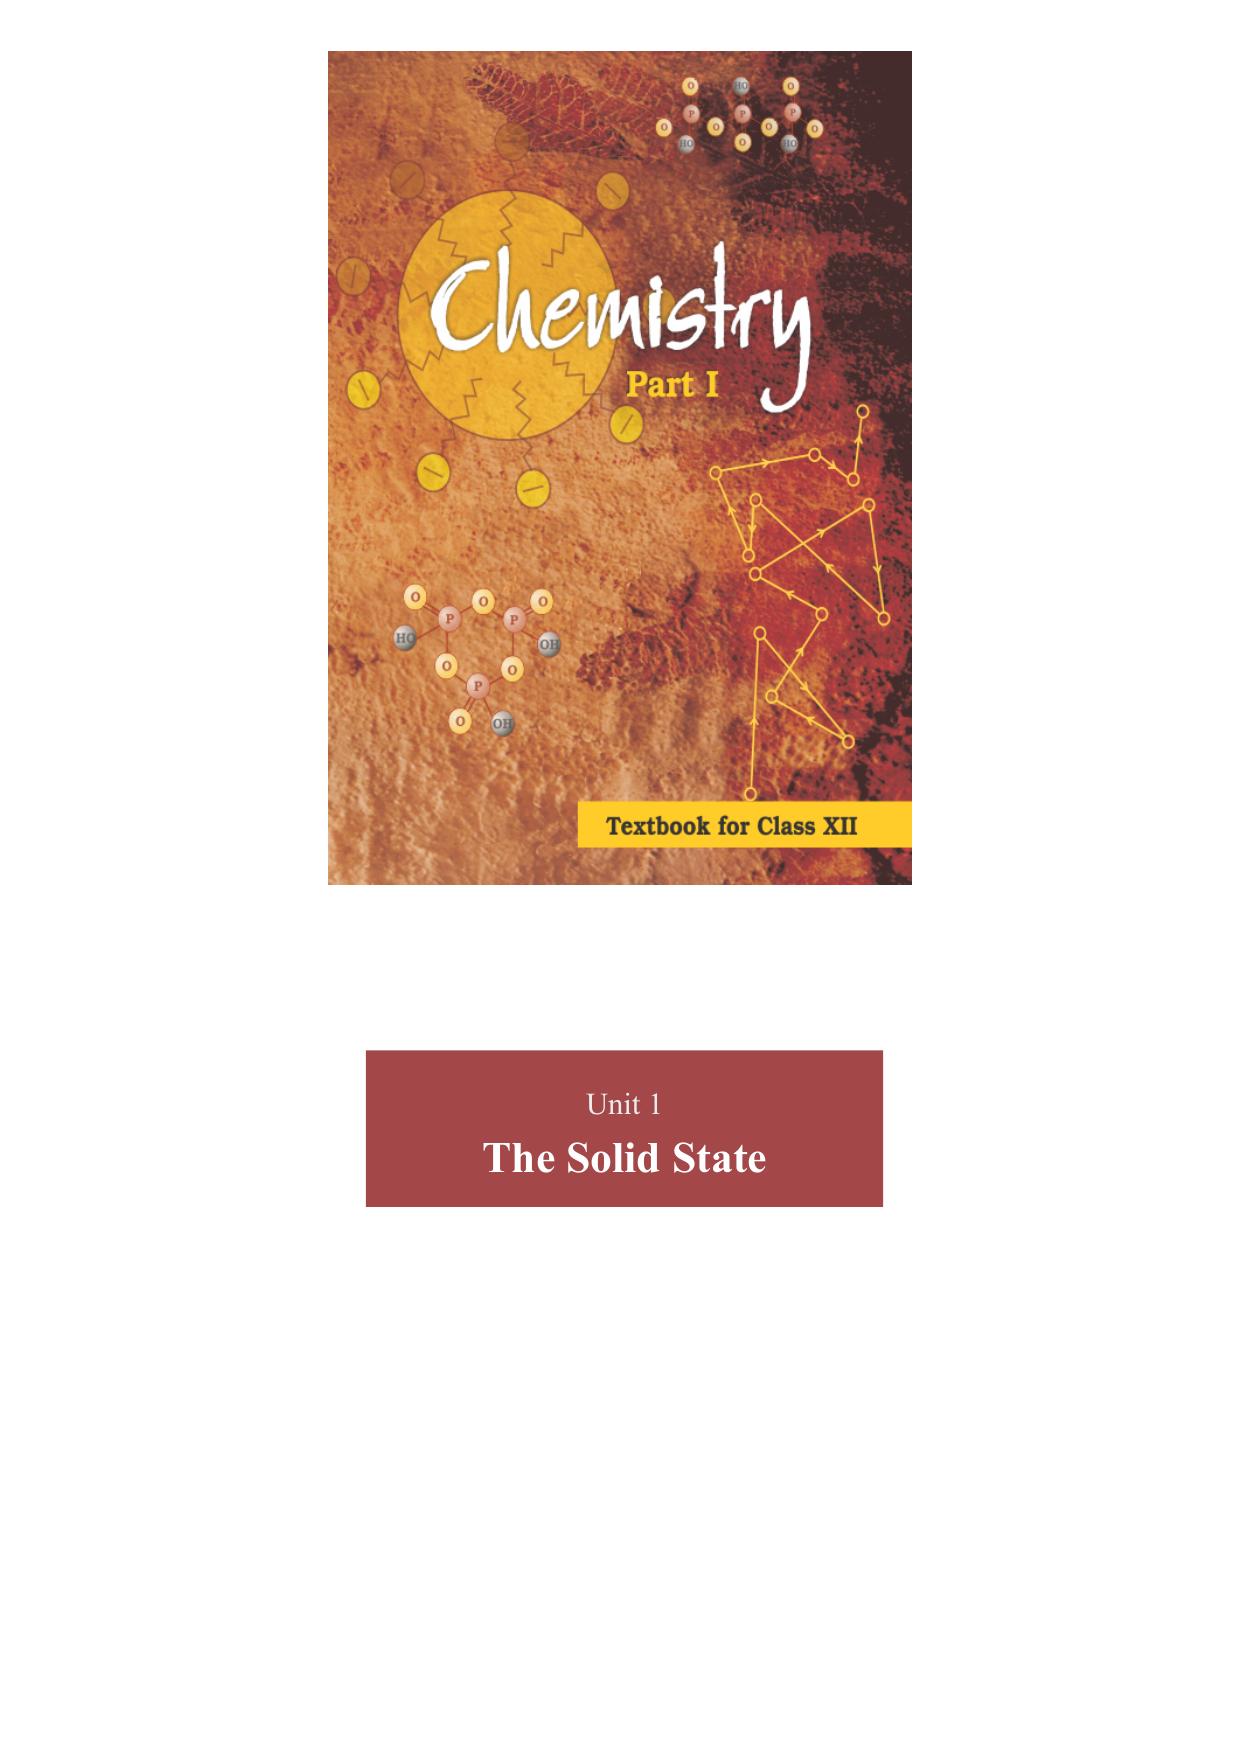 O HO O
P P P
O O O O
HO O HO
Chemistry
Part I
O O O
P P
HO OH
O O
P
O OH
Textbook for Class XII
Unit 1
The Solid State